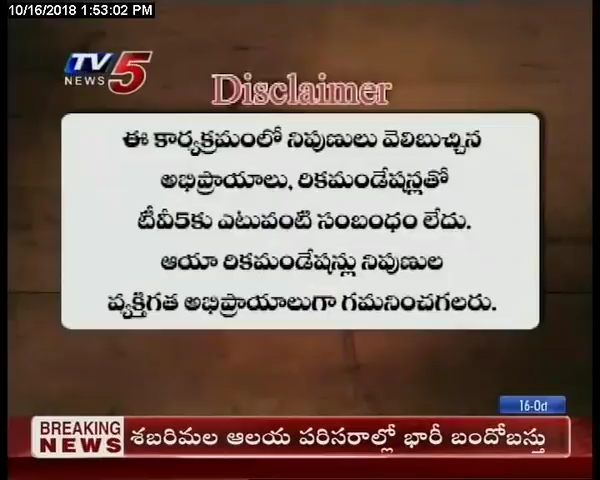 10/16/2018 1:53:02 PM
TV5
NEWS
Disclaimer
ఈ కార్యక్రమంలో నిపుణులు వెలిబుచ్చిన
అభిప్రాయాలు, రికమండేషన్లతో
టీవీ5కు ఎటువంటి సంబంధం లేదు.
ఆయా రికమండేషన్లు నిపుణుల
వ్యక్తిగత అభిప్రాయాలుగా గమనించగలరు.
16-Oct
BREAKING
NEWS
శబరిమల ఆలయ పరిసరాల్లో భారీ బందోబస్తు